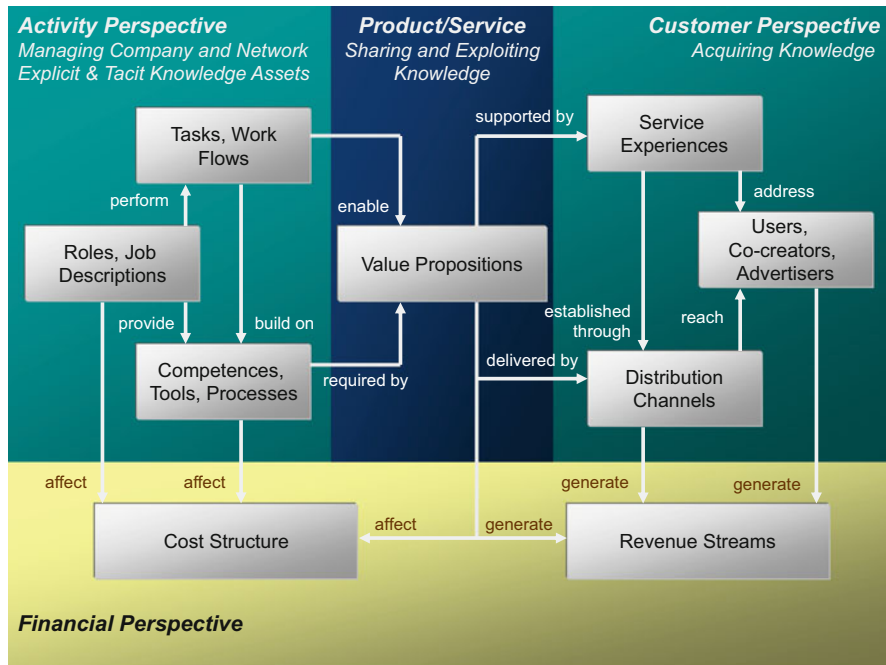 Activity Perspective
Managing Company and Network
Explicit & Tacit Knowledge Assets
Product/Service
Sharing and Exploiting
Knowledge
Customer Perspective
Acquiring Knowledge
Tasks, Work
Flows
supported by
Service
Experiences
perform
enable
address
Roles, Job
Descriptions
Value Propositions
Users,
Co-creators,
Advertisers
provide
build on
established
through
reach
Competences,
Tools, Processes
required by
delivered by
Distribution
Channels
affect
affect
generate
generate
Cost Structure
affect
generate
Revenue Streams
Financial Perspective